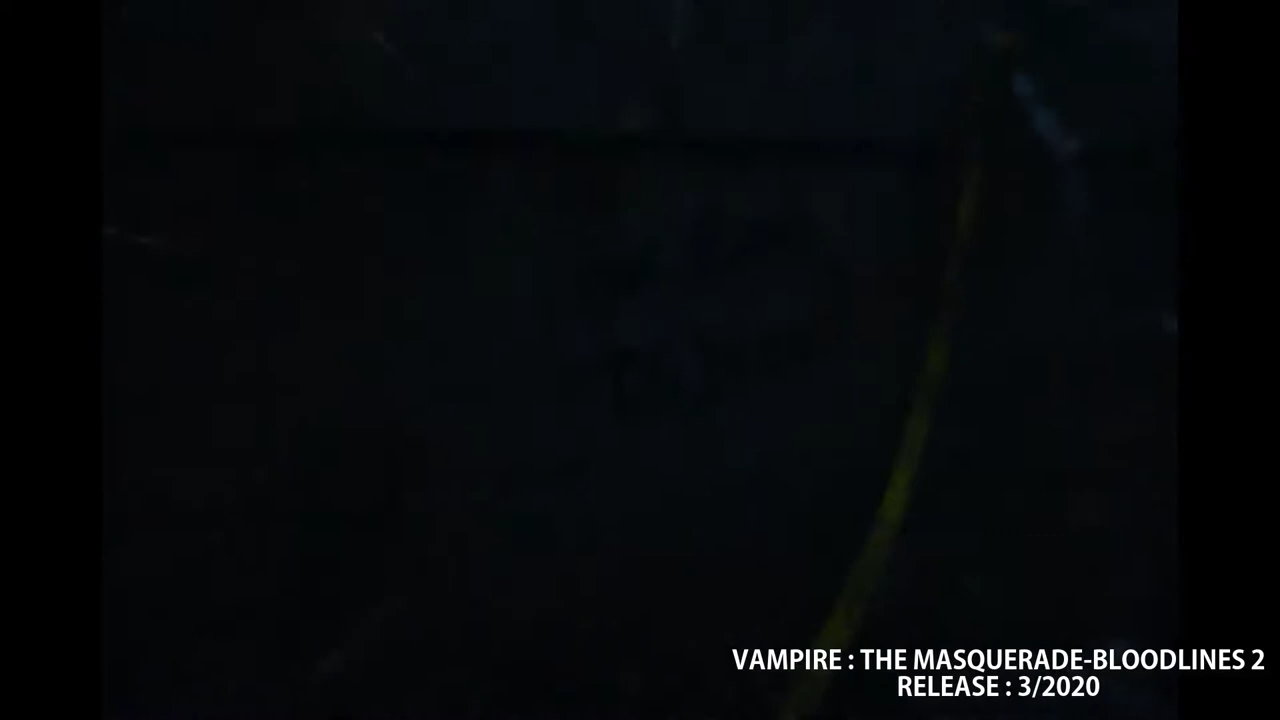 VAMPIRE : THE MASQUERADE-BLOODLINES 2
RELEASE : 3/2020